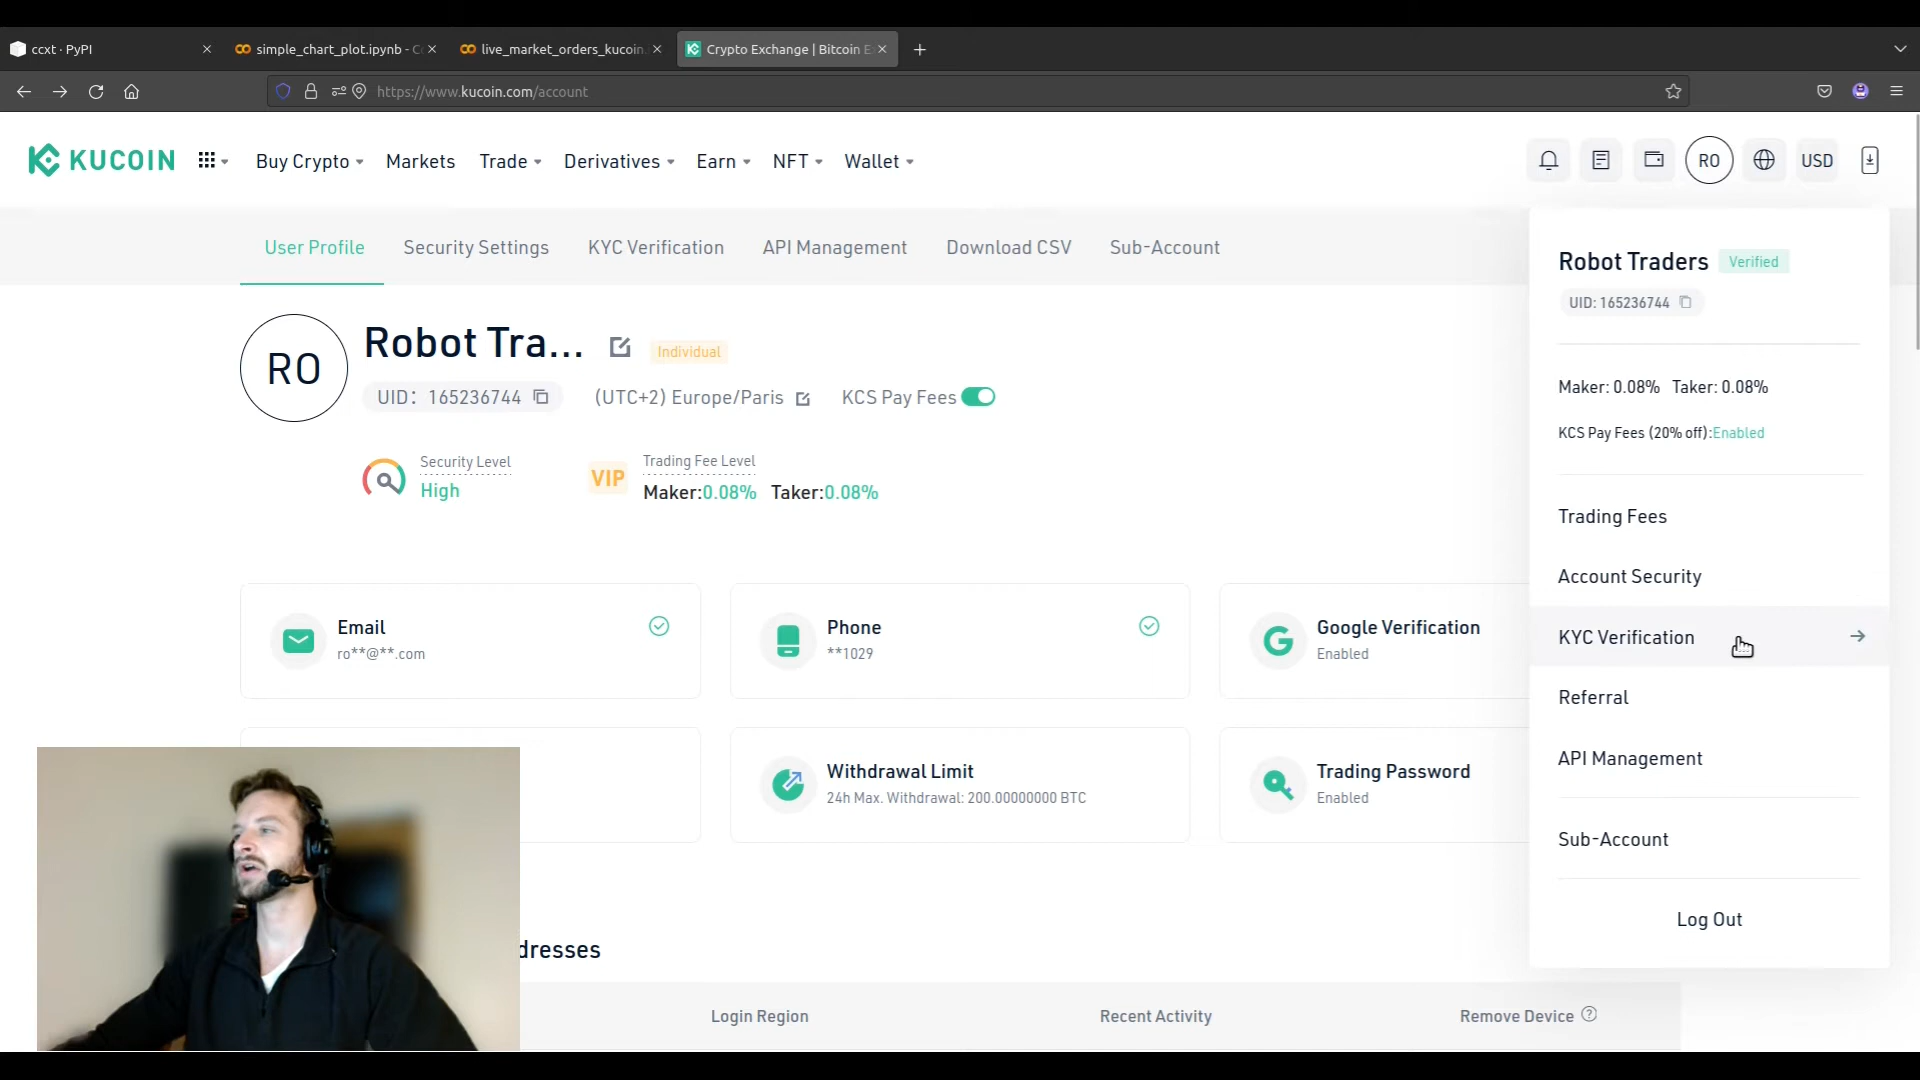 ccxt · PyPI
simple_chart_plot.ipynb - C
live_market_orders_kucoin.
Crypto Exchange | Bitcoin E
https://www.kucoin.com/account
KUCOIN
Buy Crypto
Markets
Trade
Derivatives
Earn
NFT
Wallet
RO
USD
User Profile
Security Settings
KYC Verification
API Management
Download CSV
Sub-Account
RO
Robot Tra...
Individual
UID: 165236744
(UTC+2) Europe/Paris
KCS Pay Fees
Security Level
High
VIP
Trading Fee Level
Maker:0.08% Taker:0.08%
Email
ro**@**.com
Phone
**1029
Google Verification
Enabled
Withdrawal Limit
24h Max. Withdrawal: 200.00000000 BTC
Trading Password
Enabled
dresses
Login Region
Recent Activity
Remove Device
Robot Traders
Verified
UID: 165236744
Maker: 0.08% Taker: 0.08%
KCS Pay Fees (20% off):Enabled
Trading Fees
Account Security
KYC Verification
Referral
API Management
Sub-Account
Log Out